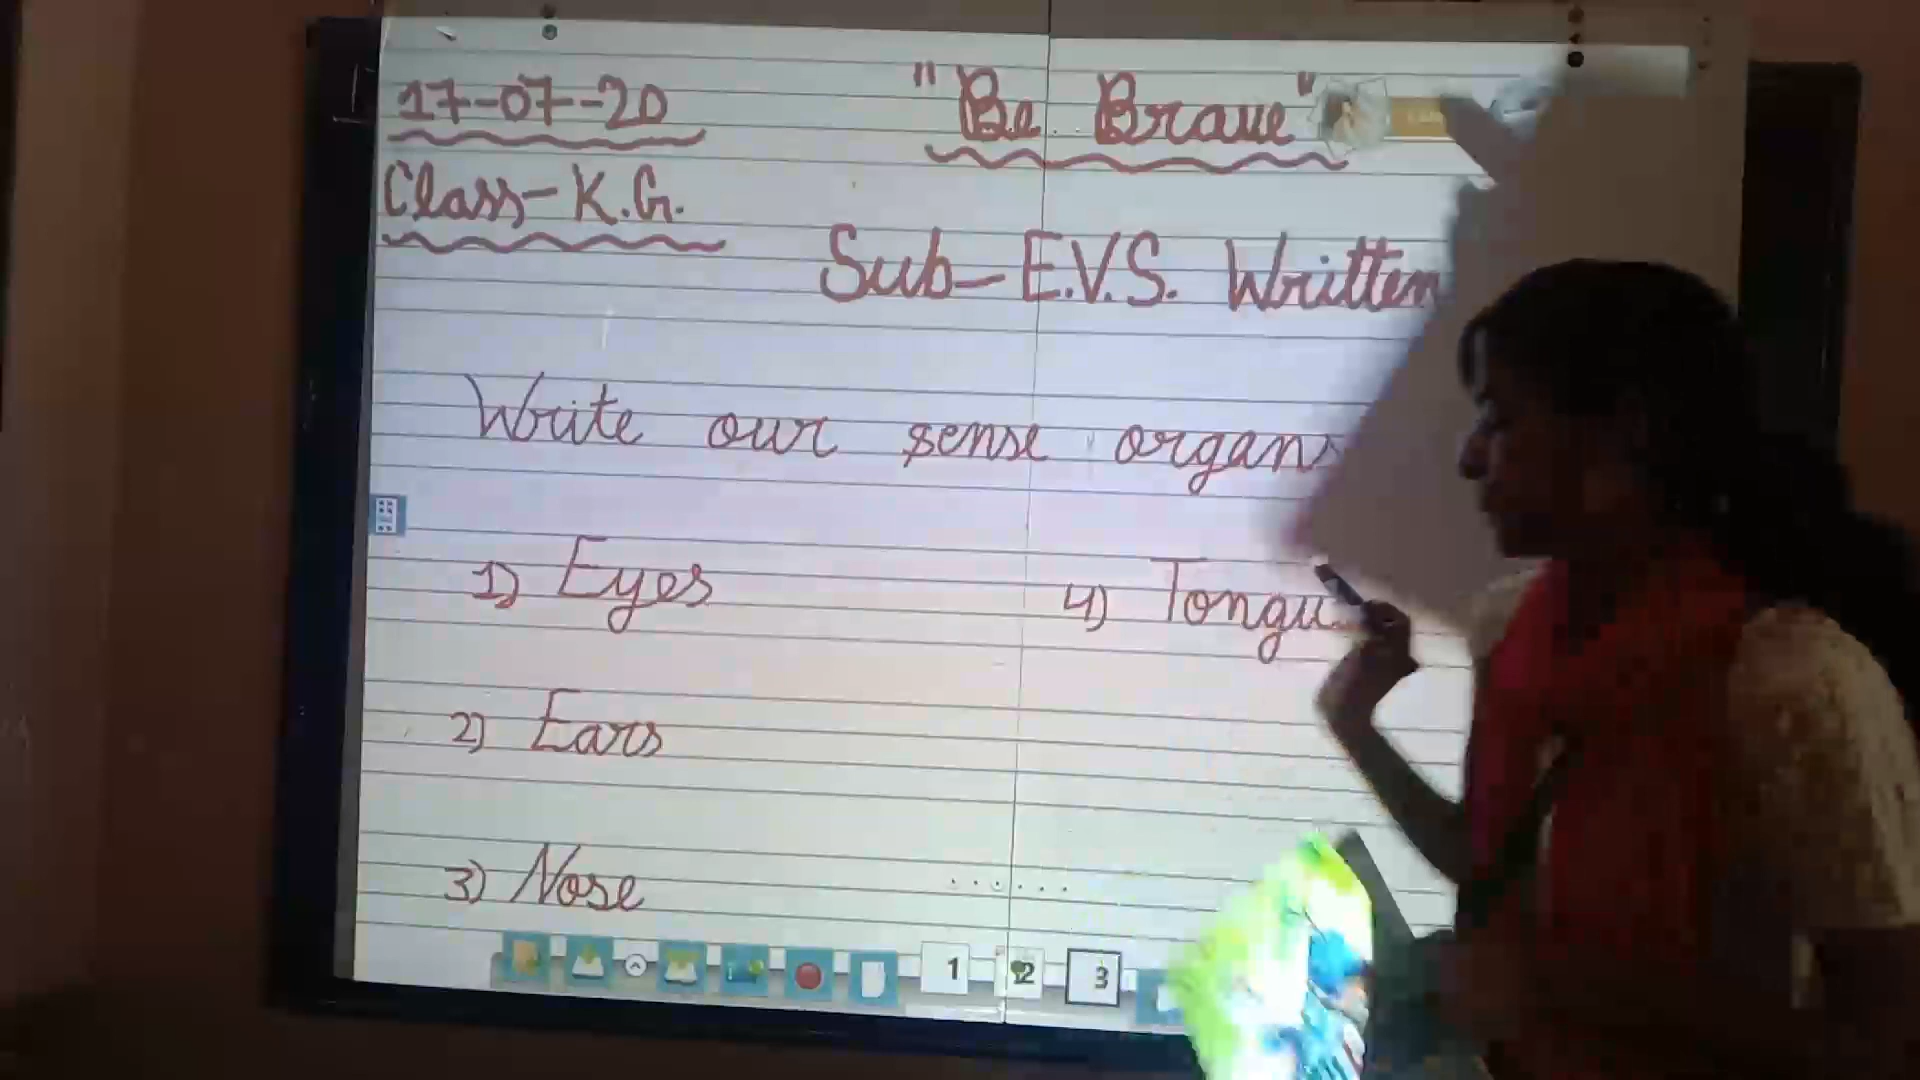 17-07-20
"Be Brave"
Class-K.G.
Sub-E.V.S. Written
Write our sense organs
1) Eyes
4) Tongu
2) Ears
3) Nose
1 2 3